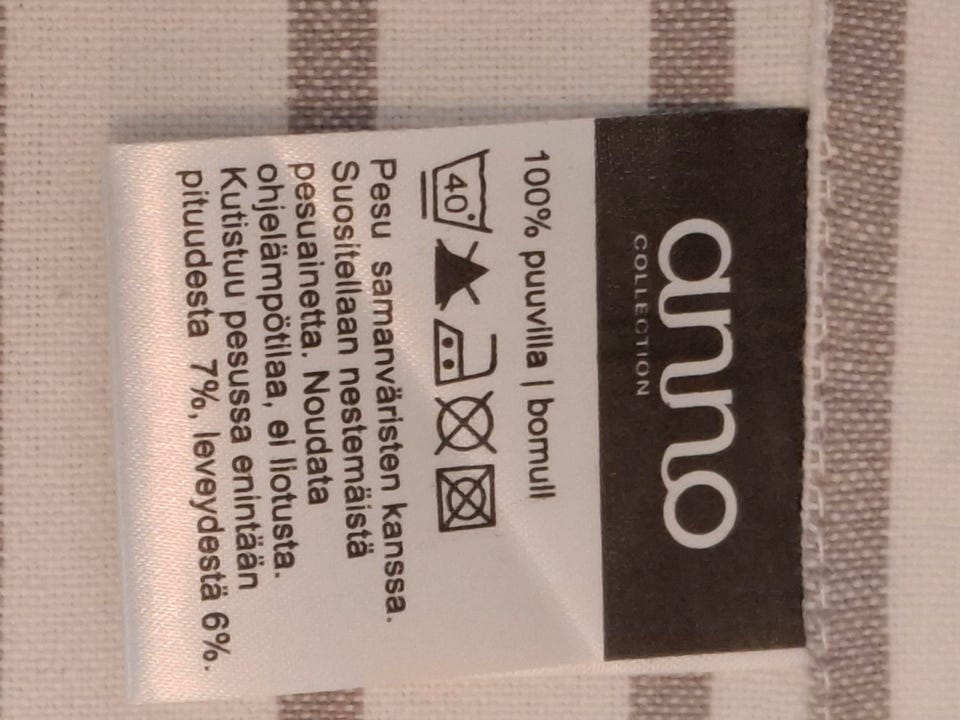 anno
COLLECTION
100% puuvilla | bomull
40°
Pesu samanväristen kanssa.
Suositellaan nestemäistä
pesuainetta. Noudata
ohjelämpötilaa, ei liotusta.
Kutistuu pesussa enintään
pituudesta 7%, leveydestä 6%.